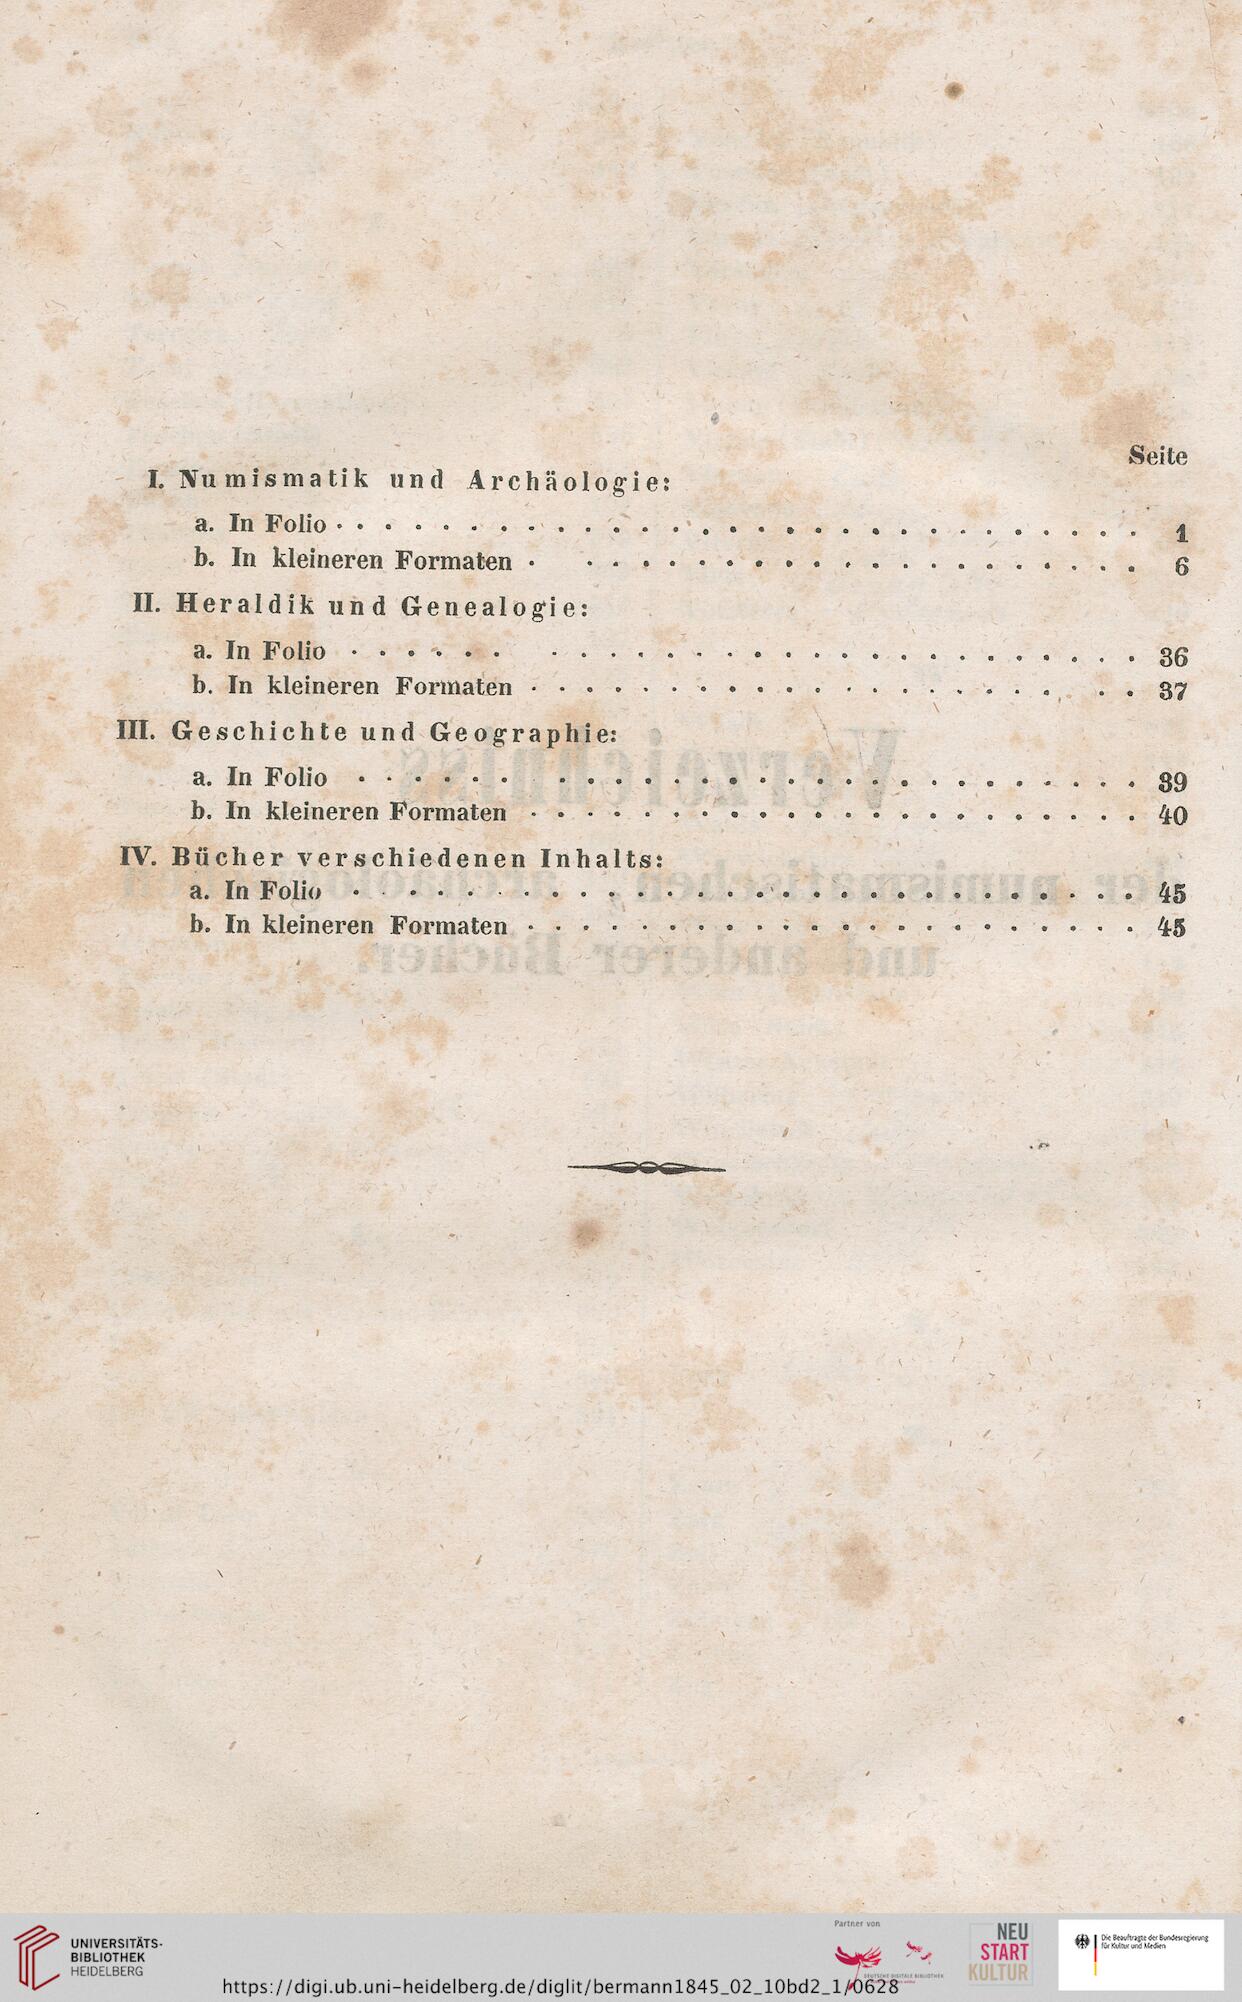 Seite
I. Numismatik und Archäologie:
a. In Folio . . . . . . . . . . . . . . . . . . . . . . . . . . . . 1
b. In kleineren Formaten . . . . . . . . . . . . . . . . . . . . . 6
II. Heraldik und Genealogie:
a. In Folio . . . . . . . . . . . . . . . . . . . . . . . . . . . 36
b. In kleineren Formaten . . . . . . . . . . . . . . . . . . . . . 37
III. Geschichte und Geographie:
a. In Folio . . . . . . . . . . . . . . . . . . . . . . . . . . . 39
b. In kleineren Formaten . . . . . . . . . . . . . . . . . . . . . 40
IV. Bücher verschiedenen Inhalts:
a. In Folio . . . . . . . . . . . . . . . . . . . . . . . . . . . 45
b. In kleineren Formaten . . . . . . . . . . . . . . . . . . . . . 45
UNIVERSITÄTS-
BIBLIOTHEK
HEIDELBERG
https://digi.ub.uni-heidelberg.de/diglit/bermann1845_02_10bd2_1/0628
Partner von
DEUTSCHE DIGITALE BIBLIOTHEK
NEU
START
KULTUR
Die Beauftragte der Bundesregierung
für Kultur und Medien